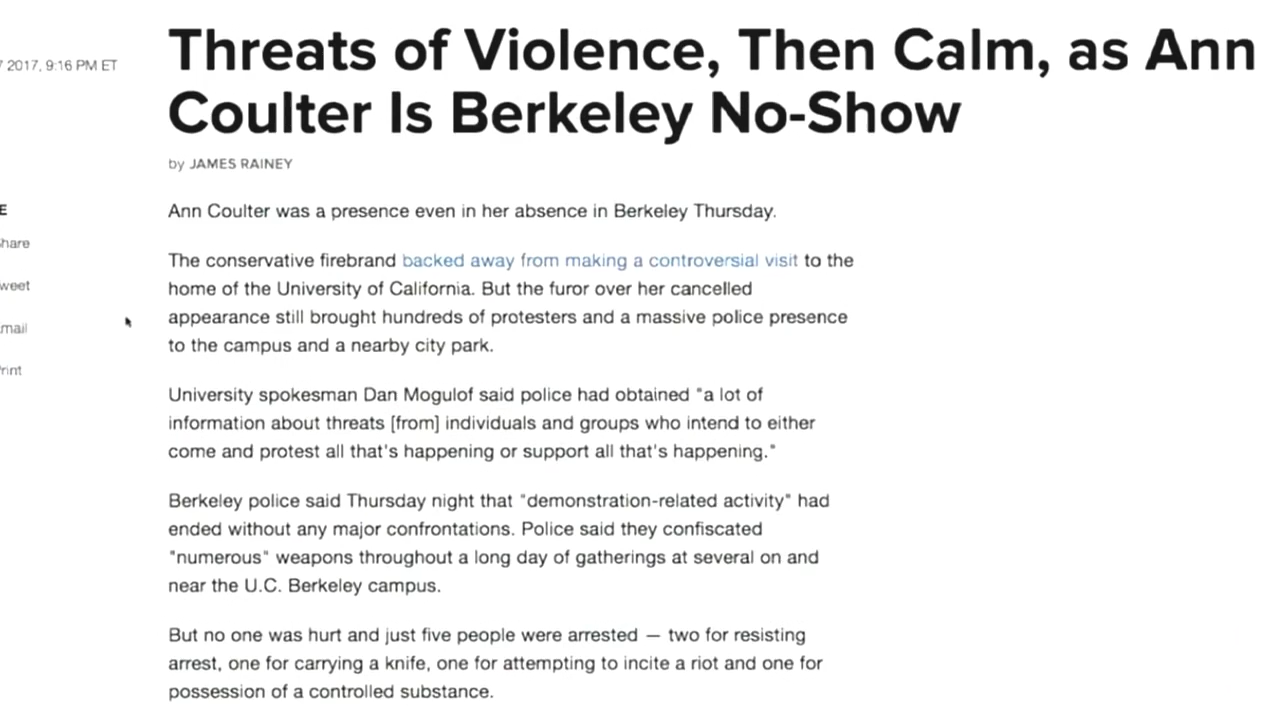 Threats of Violence, Then Calm, as Ann
Coulter Is Berkeley No-Show
2017, 9:16 PM ET
by JAMES RAINEY
Ann Coulter was a presence even in her absence in Berkeley Thursday.
The conservative firebrand backed away from making a controversial visit to the
home of the University of California. But the furor over her cancelled
appearance still brought hundreds of protesters and a massive police presence
to the campus and a nearby city park.
University spokesman Dan Mogulof said police had obtained "a lot of
information about threats [from] individuals and groups who intend to either
come and protest all that's happening or support all that's happening."
Berkeley police said Thursday night that "demonstration-related activity" had
ended without any major confrontations. Police said they confiscated
"numerous" weapons throughout a long day of gatherings at several on and
near the U.C. Berkeley campus.
But no one was hurt and just five people were arrested — two for resisting
arrest, one for carrying a knife, one for attempting to incite a riot and one for
possession of a controlled substance.
E
hare
weet
mail
rint